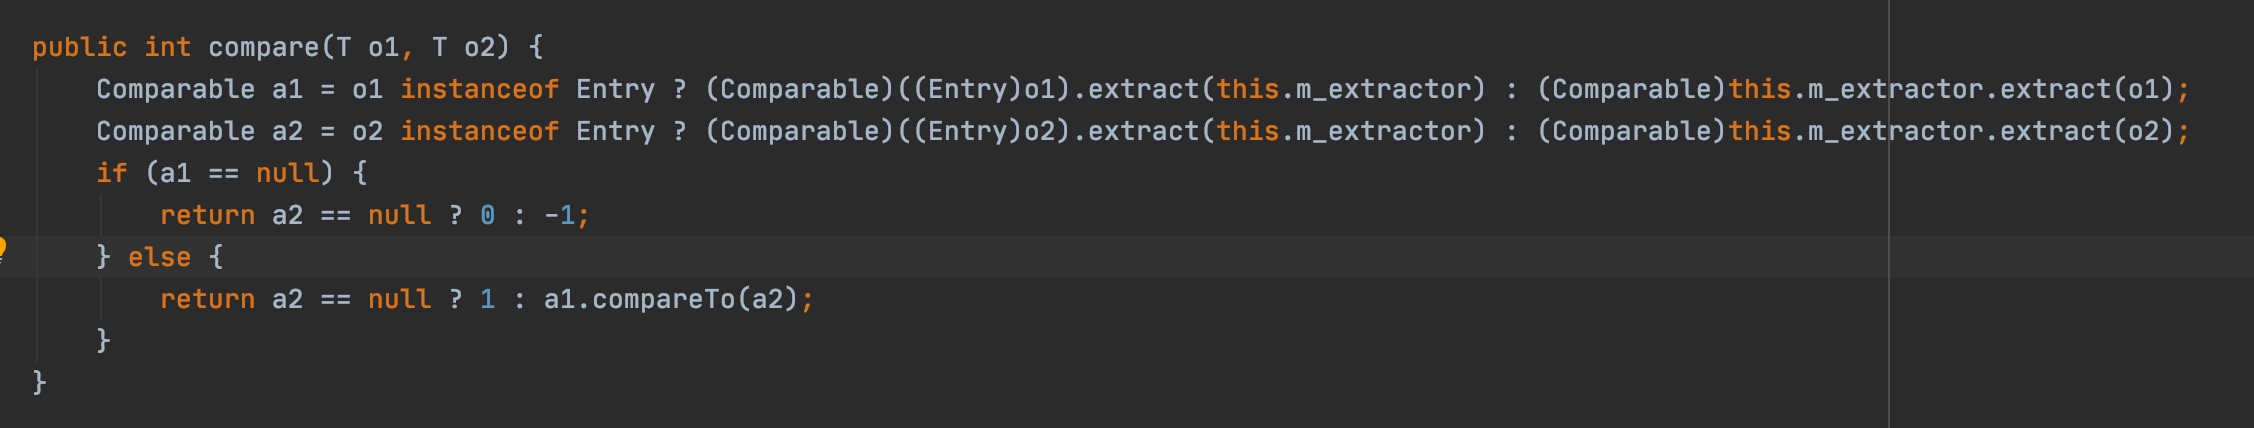 public int compare(T o1, T o2) {
    Comparable a1 = o1 instanceof Entry ? (Comparable)((Entry)o1).extract(this.m_extractor) : (Comparable)this.m_extractor.extract(o1);
    Comparable a2 = o2 instanceof Entry ? (Comparable)((Entry)o2).extract(this.m_extractor) : (Comparable)this.m_extractor.extract(o2);
    if (a1 == null) {
        return a2 == null ? 0 : -1;
    } else {
        return a2 == null ? 1 : a1.compareTo(a2);
    }
}